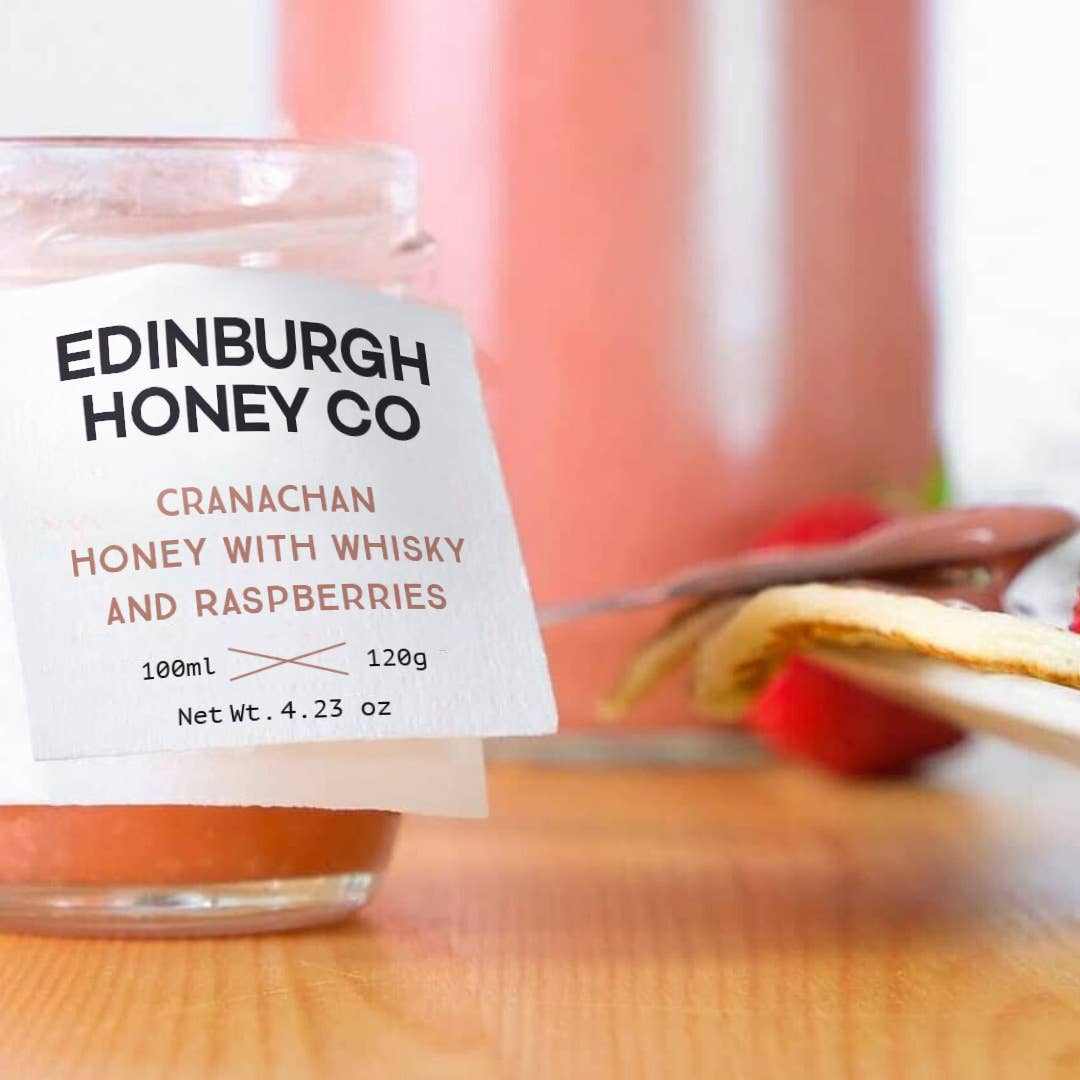 EDINBURGH
HONEY CO
CRANACHAN
HONEY WITH WHISKY
AND RASPBERRIES
100ml 120g
Net Wt. 4.23 oz